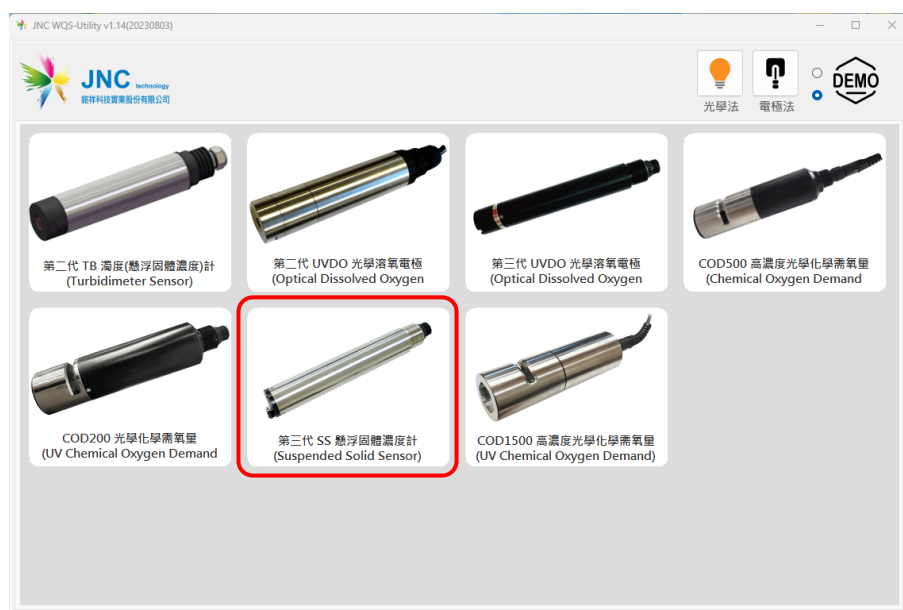 JNC WQS-Utility v1.14(20230803)
JNC technology
銘祥科技實業股份有限公司
光學法
電極法
DEMO
第二代 TB 濁度(懸浮固體濃度)計
(Turbidimeter Sensor)
第二代 UVDO 光學溶氧電極
(Optical Dissolved Oxygen
第三代 UVDO 光學溶氧電極
(Optical Dissolved Oxygen
COD500 高濃度光學化學需氧量
(Chemical Oxygen Demand
COD200 光學化學需氧量
(UV Chemical Oxygen Demand
第三代 SS 懸浮固體濃度計
(Suspended Solid Sensor)
COD1500 高濃度光學化學需氧量
(UV Chemical Oxygen Demand)